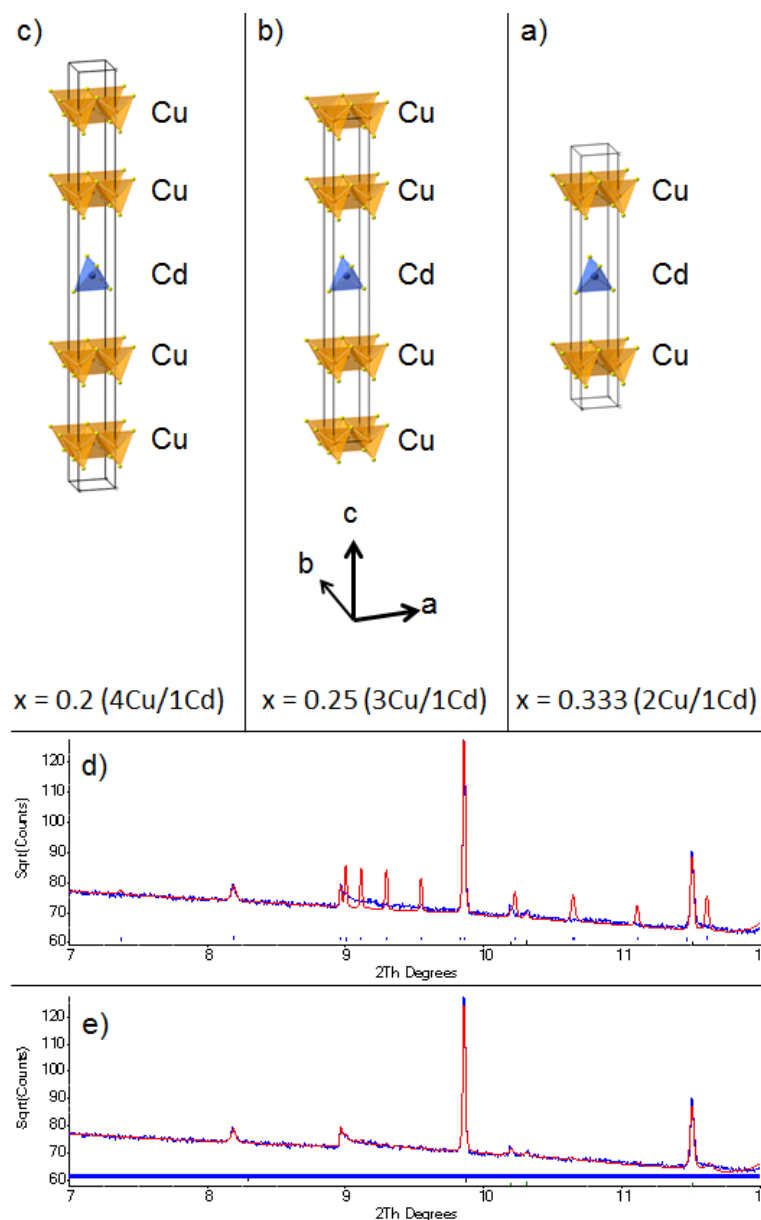 c)
b)
a)
Cu
Cu
Cd
Cu
Cu
Cu
Cu
Cd
Cu
Cu
Cu
Cd
Cu
c
b
a
x = 0.2 (4Cu/1Cd)
x = 0.25 (3Cu/1Cd)
x = 0.333 (2Cu/1Cd)
d)
Sqrt(Counts)
120
110
100
90
80
70
60
7
8
9
10
11
1
2Th Degrees
e)
Sqrt(Counts)
120
110
100
90
80
70
60
7
8
9
10
11
1
2Th Degrees